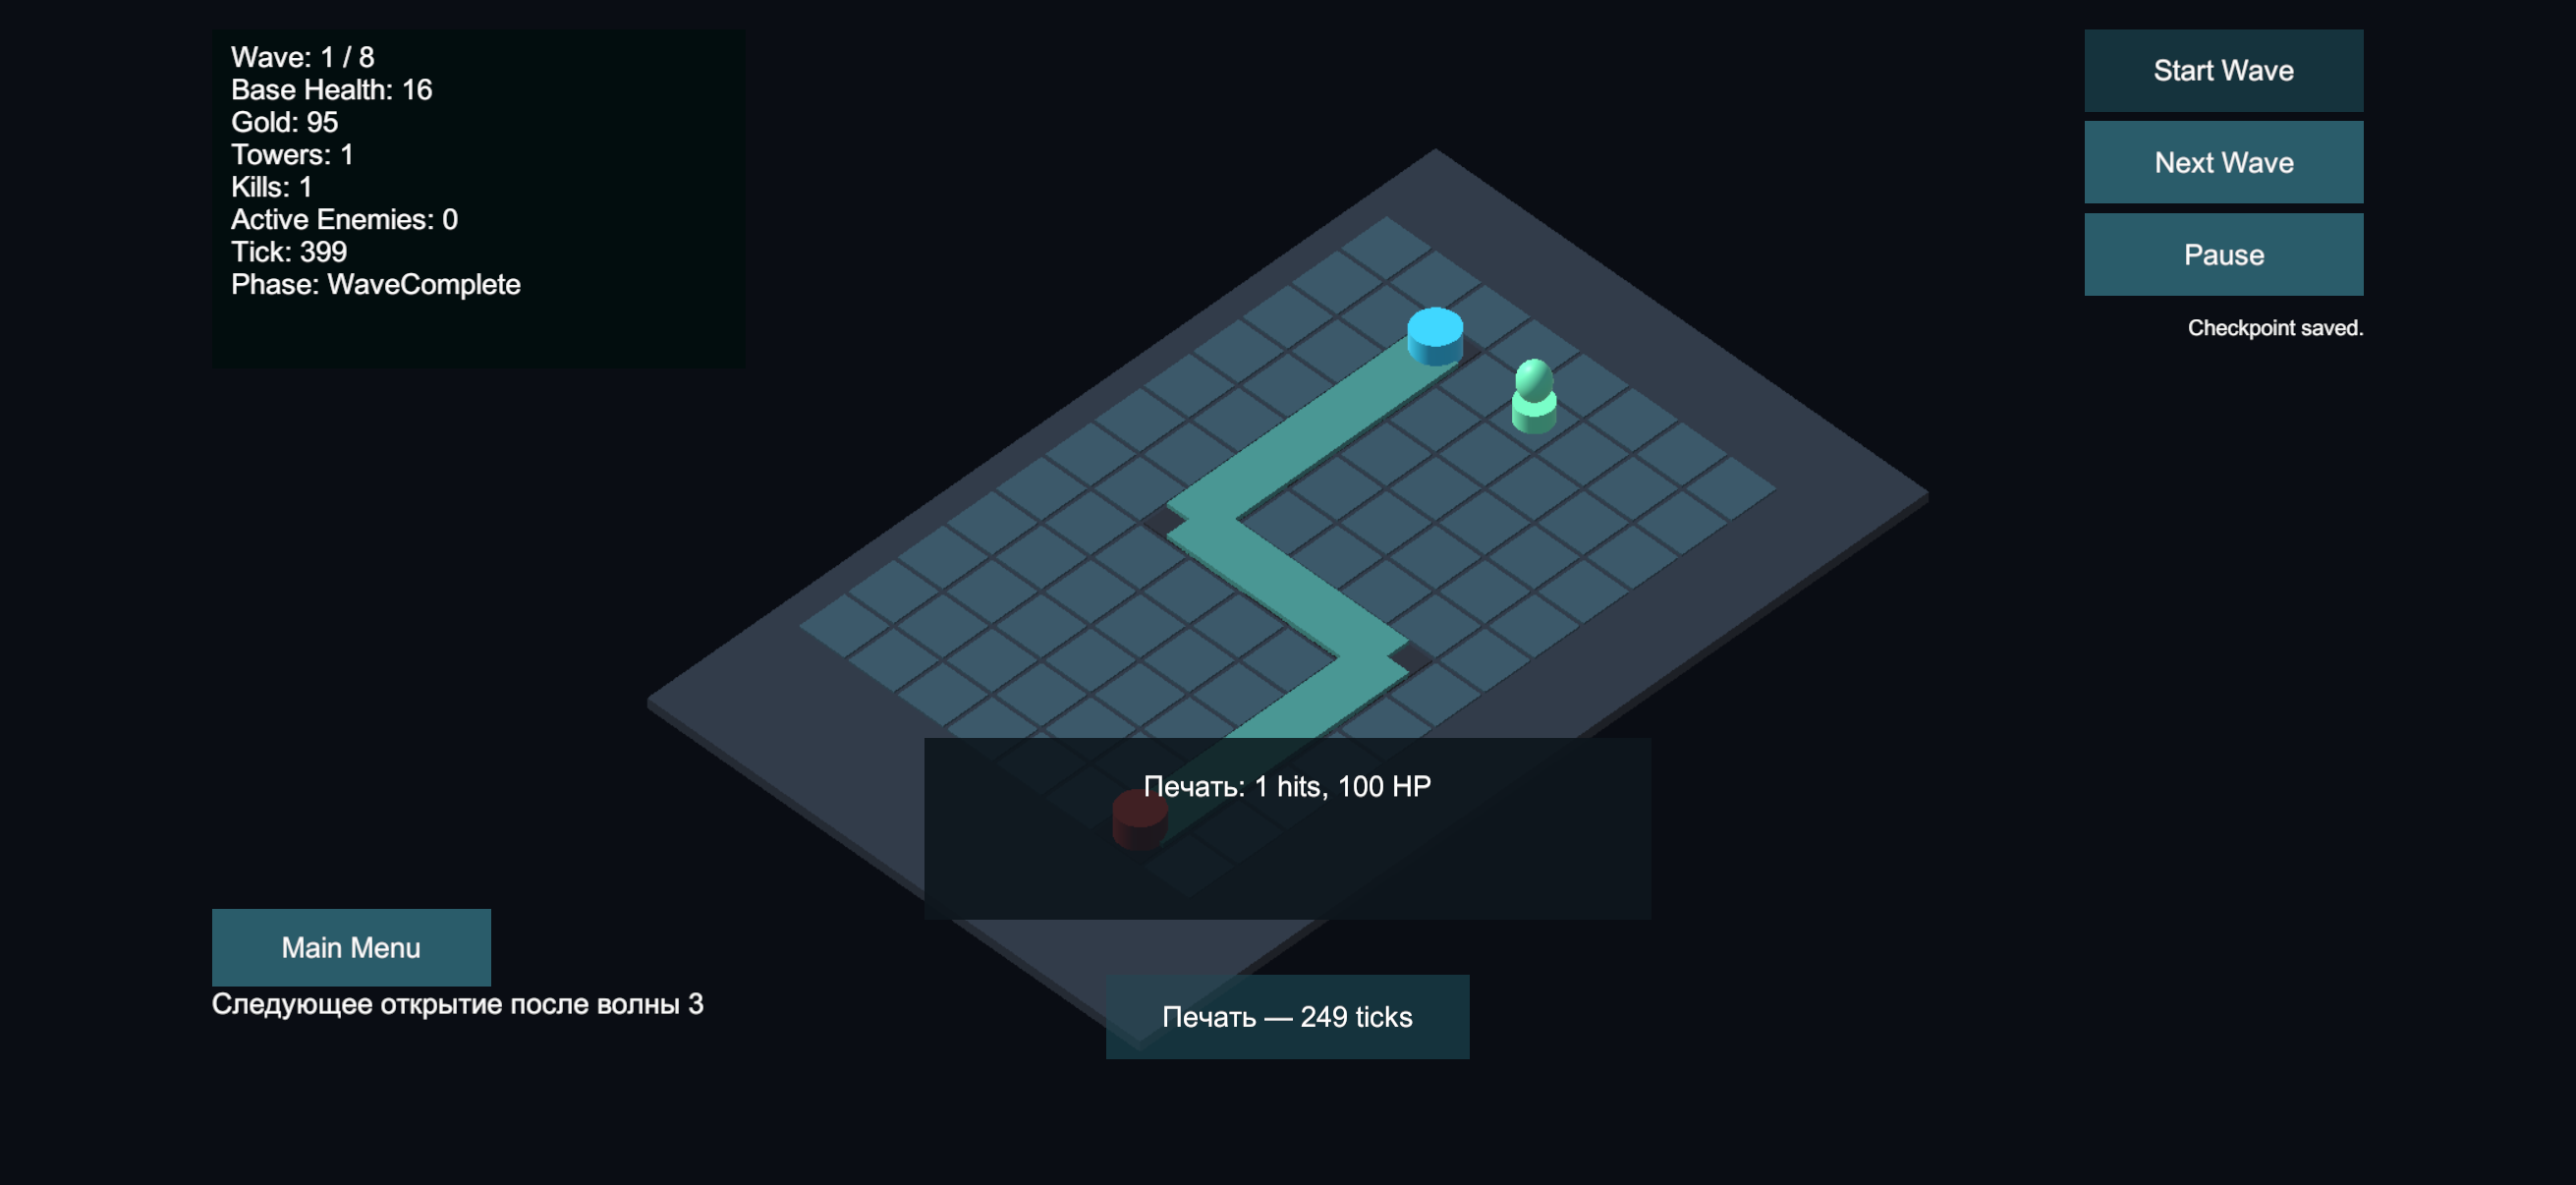 Wave: 1 / 8
Base Health: 16
Gold: 95
Towers: 1
Kills: 1
Active Enemies: 0
Tick: 399
Phase: WaveComplete
Start Wave
Next Wave
Pause
Checkpoint saved.
Печать: 1 hits, 100 HP
Main Menu
Следующее открытие после волны 3
Печать — 249 ticks